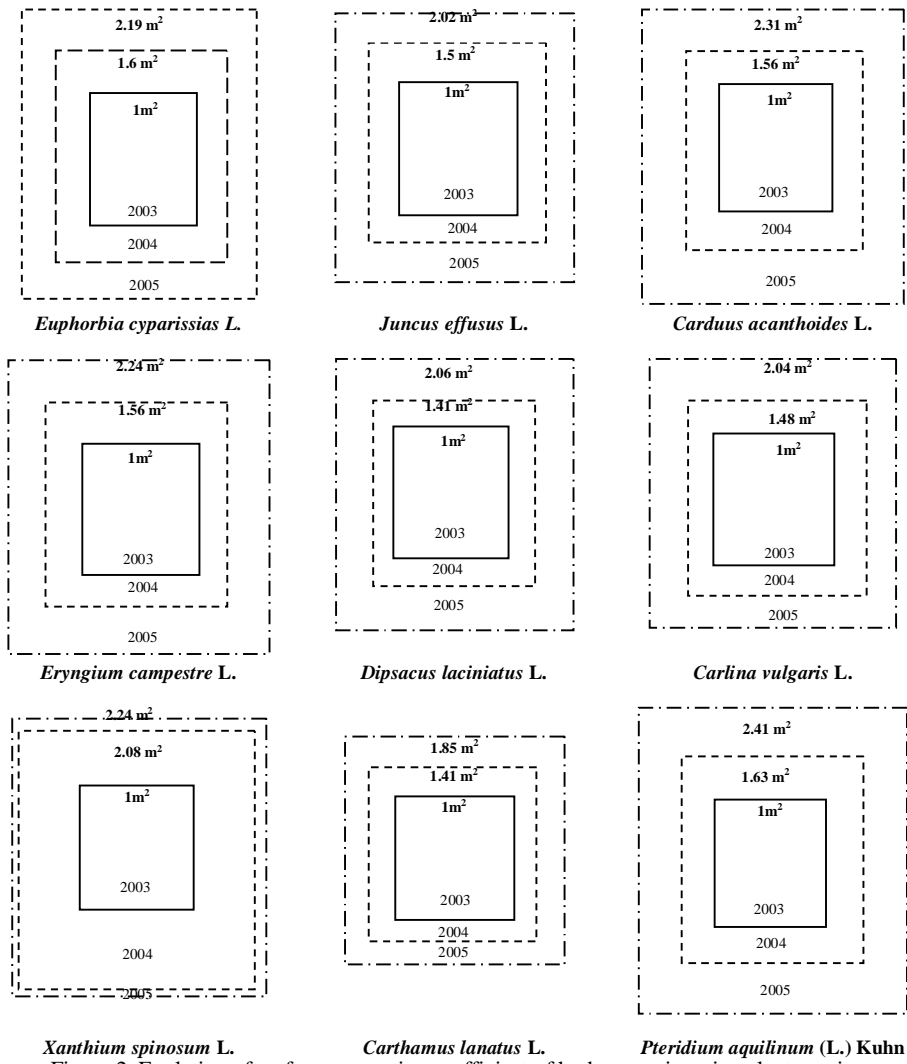 2.19 m²
1.6 m²
1m²
2003
2004
2005
Euphorbia cyparissias L.
2.02 m²
1.5 m²
1m²
2003
2004
2005
Juncus effusus L.
2.31 m²
1.56 m²
1m²
2003
2004
2005
Carduus acanthoides L.
2.24 m²
1.56 m²
1m²
2003
2004
2005
Eryngium campestre L.
2.06 m²
1.41 m²
1m²
2003
2004
2005
Dipsacus laciniatus L.
2.04 m²
1.48 m²
1m²
2003
2004
2005
Carlina vulgaris L.
2.24 m²
2.08 m²
1m²
2003
2004
2005
Xanthium spinosum L.
1.85 m²
1.41 m²
1m²
2003
2004
2005
Carthamus lanatus L.
2.41 m²
1.63 m²
1m²
2003
2004
2005
Pteridium aquilinum (L.) Kuhn
Figure 2. Evolution of